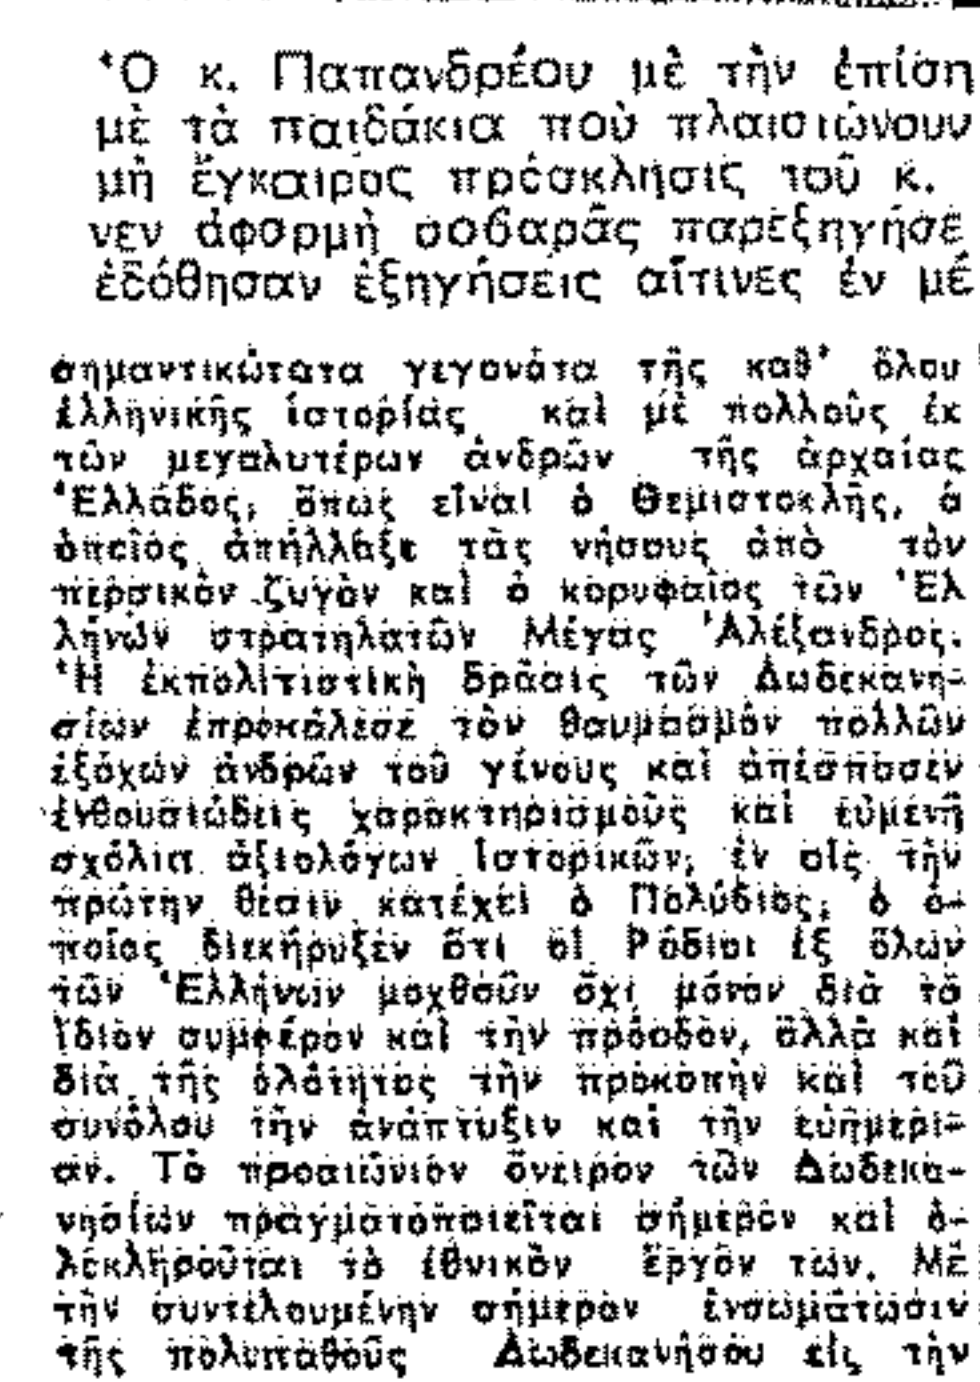 Ὁ κ. Παπανδρέου μὲ τὴν ἐπίση
μὲ τὰ παιδάκια ποὺ πλαισιώνουν
μὴ ἔγκαιρος πρόσκλησις τοῦ κ.
νεν ἀφορμὴ σοβαρᾶς παρεξηγήσε
ἐδόθησαν ἐξηγήσεις αἵτινες ἐν μέ
σημαντικώτατα γεγονότα τῆς καθ' ὅλου
ἑλληνικῆς ἱστορίας καὶ μὲ πολλοὺς ἐκ
τῶν μεγαλυτέρων ἀνδρῶν τῆς ἀρχαίας
Ἑλλάδος, ὅπως εἶναι ὁ Θεμιστοκλῆς, ὁ
ὁποῖος ἀπήλλαξε τὰς νήσους ἀπὸ τὸν
περσικὸν ζυγὸν καὶ ὁ κορυφαῖος τῶν Ἑλ
λήνων στρατηλατῶν Μέγας Ἀλέξανδρος.
Ἡ ἐκπολιτιστικὴ δρᾶσις τῶν Δωδεκανη-
σίων ἐπροκάλεσε τὸν θαυμασμὸν πολλῶν
ἐξόχων ἀνδρῶν τοῦ γένους καὶ ἀπέσπασεν
ἐνθουσιώδεις χαρακτηρισμοὺς καὶ εὐμενῆ
σχόλια ἀξιολόγων ἱστορικῶν, ἐν οἷς τὴν
πρώτην θέσιν κατέχει ὁ Πολύβιος, ὁ ὁ-
ποῖος διεκήρυξεν ὅτι οἱ Ρόδιοι ἐξ ὅλων
τῶν Ἑλλήνων μοχθοῦν ὄχι μόνον διὰ τὸ
ἴδιον συμφέρον καὶ τὴν πρόοδον, ἀλλὰ καὶ
διὰ τῆς ὁλότητος τὴν προκοπὴν καὶ τοῦ
συνόλου τὴν ἀνάπτυξιν καὶ τὴν εὐημερί-
αν. Τὸ προαιώνιον ὄνειρον τῶν Δωδεκα-
νησίων πραγματοποιεῖται σήμερον καὶ ὁ-
λοκληροῦται τὸ ἐθνικὸν ἔργον των. Μὲ
τὴν συντελουμένην σήμερον ἐνσωμάτωσιν
τῆς πολυπαθοῦς Δωδεκανήσου εἰς τὴν